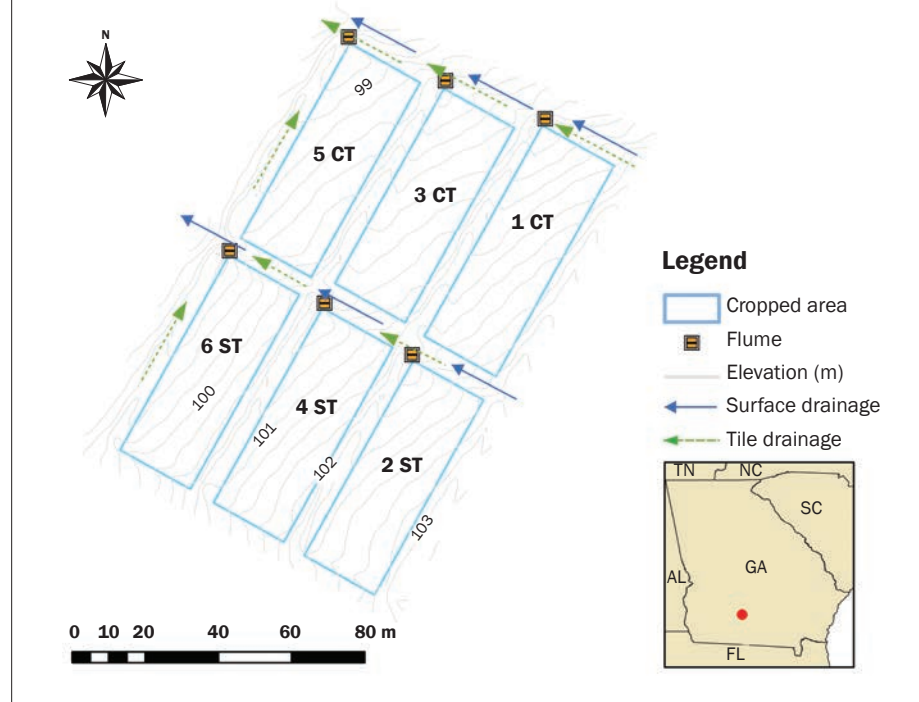 N
99
5 CT
3 CT
1 CT
6 ST
100
4 ST
101
102
2 ST
103
Legend
Cropped area
Flume
Elevation (m)
Surface drainage
Tile drainage
TN NC
SC
GA
AL
FL
0 10 20 40 60 80 m